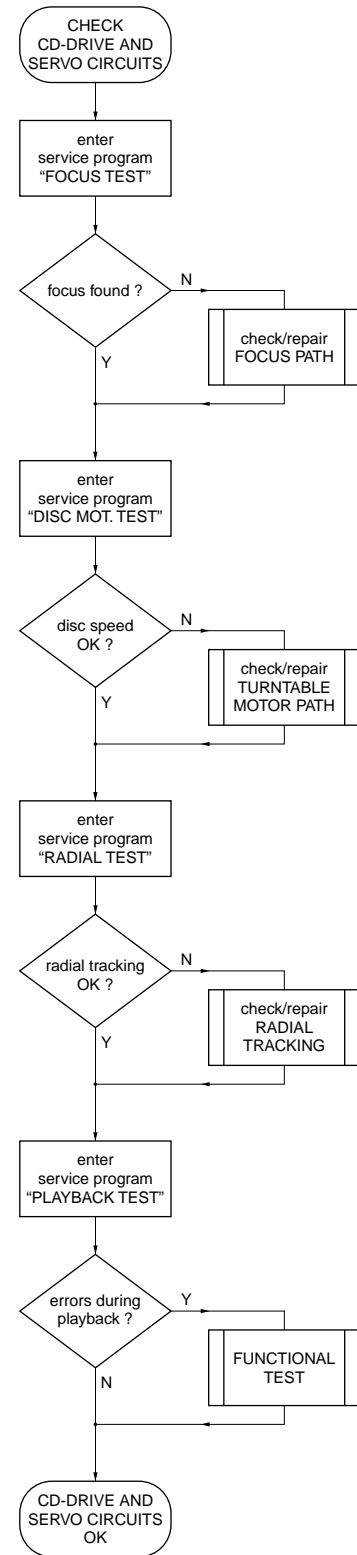 CHECK
CD-DRIVE AND
SERVO CIRCUITS
enter
service program
“FOCUS TEST”
focus found ?
N
Y
check/repair
FOCUS PATH
enter
service program
“DISC MOT. TEST”
disc speed
OK ?
N
Y
check/repair
TURNTABLE
MOTOR PATH
enter
service program
“RADIAL TEST”
radial tracking
OK ?
N
Y
check/repair
RADIAL
TRACKING
enter
service program
“PLAYBACK TEST”
errors during
playback ?
Y
N
FUNCTIONAL
TEST
CD-DRIVE AND
SERVO CIRCUITS
OK